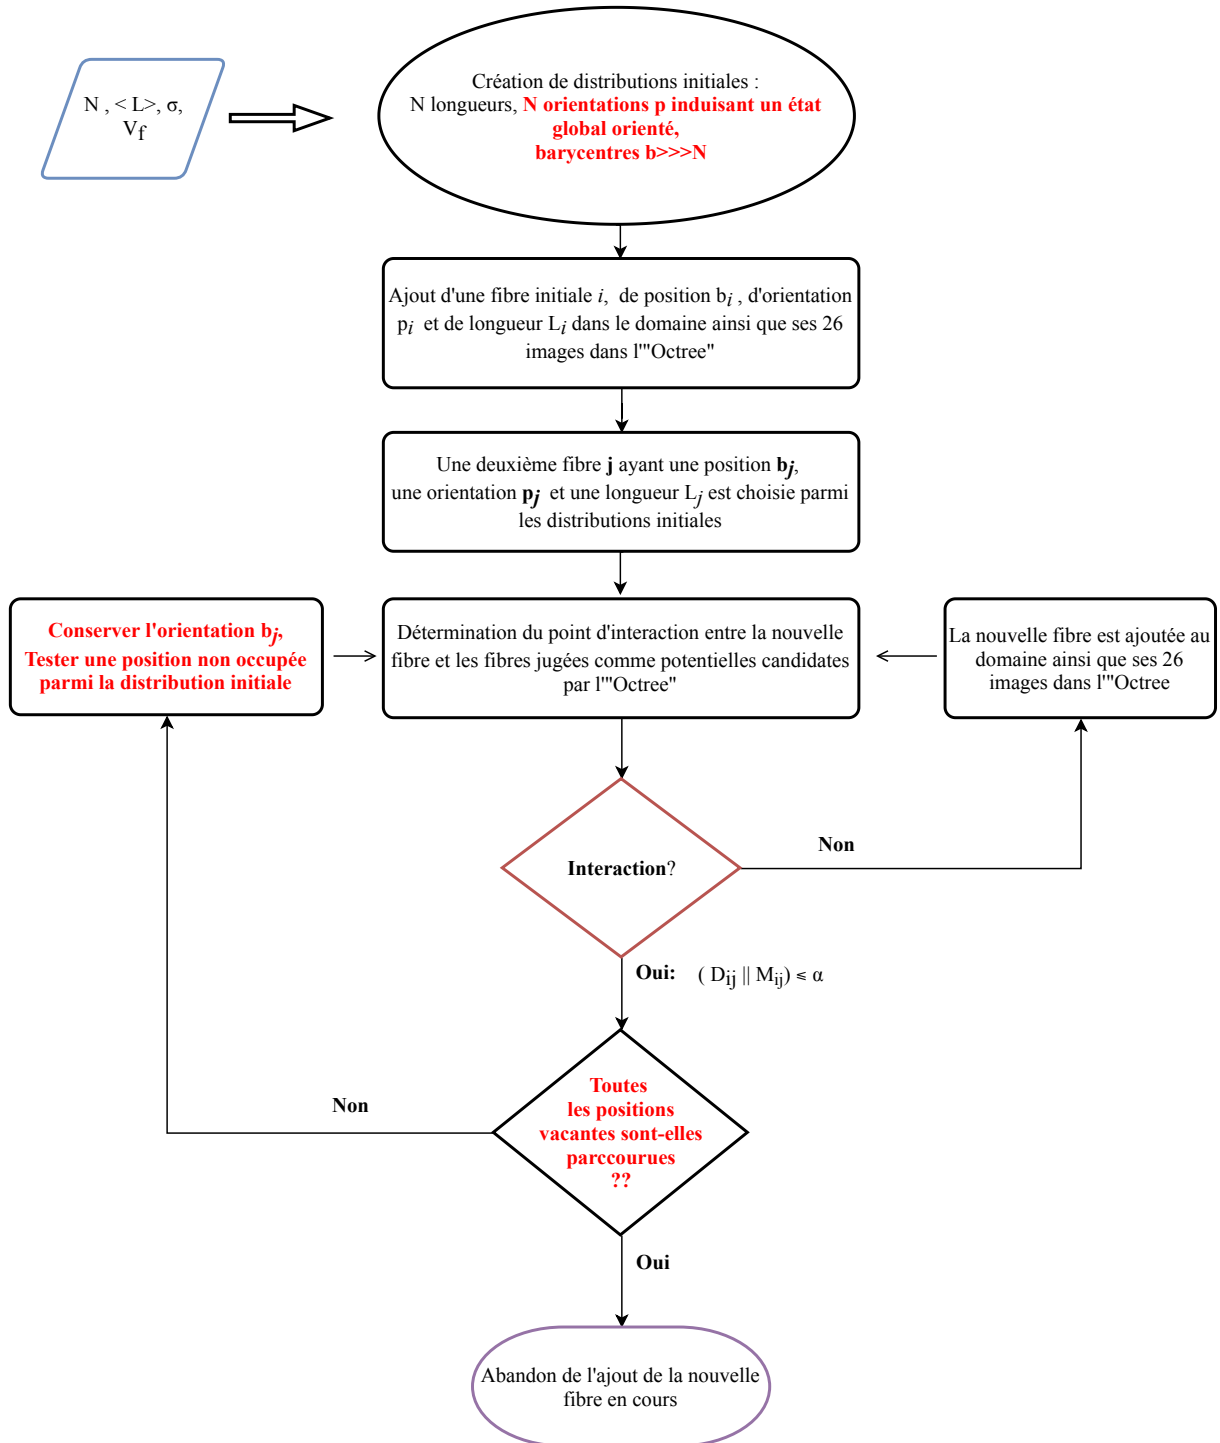 N , < L>, σ,
Vf
Création de distributions initiales :
N longueurs, N orientations p induisant un état
global orienté,
barycentres b>>>N
Ajout d'une fibre initiale i, de position bi , d'orientation
pi et de longueur Li dans le domaine ainsi que ses 26
images dans l'"Octree"
Une deuxième fibre j ayant une position bj,
une orientation pj et une longueur Lj est choisie parmi
les distributions initiales
Conserver l'orientation bj,
Tester une position non occupée
parmi la distribution initiale
Détermination du point d'interaction entre la nouvelle
fibre et les fibres jugées comme potentielles candidates
par l'"Octree"
La nouvelle fibre est ajoutée au
domaine ainsi que ses 26
images dans l'"Octree
Interaction?
Non
Oui: ( Dij || Mij) ≤ α
Toutes
les positions
vacantes sont-elles
parccourues
??
Non
Oui
Abandon de l'ajout de la nouvelle
fibre en cours